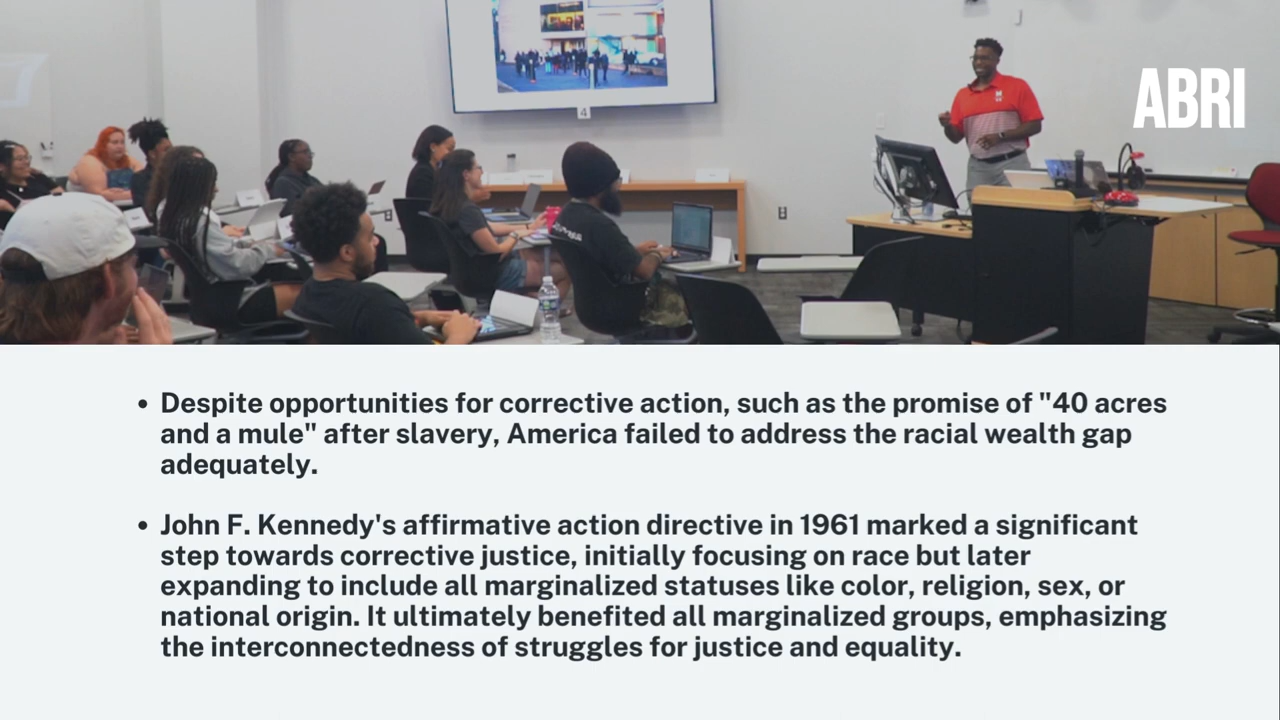 ABRI
4
• Despite opportunities for corrective action, such as the promise of "40 acres
and a mule" after slavery, America failed to address the racial wealth gap
adequately.
• John F. Kennedy's affirmative action directive in 1961 marked a significant
step towards corrective justice, initially focusing on race but later
expanding to include all marginalized statuses like color, religion, sex, or
national origin. It ultimately benefited all marginalized groups, emphasizing
the interconnectedness of struggles for justice and equality.